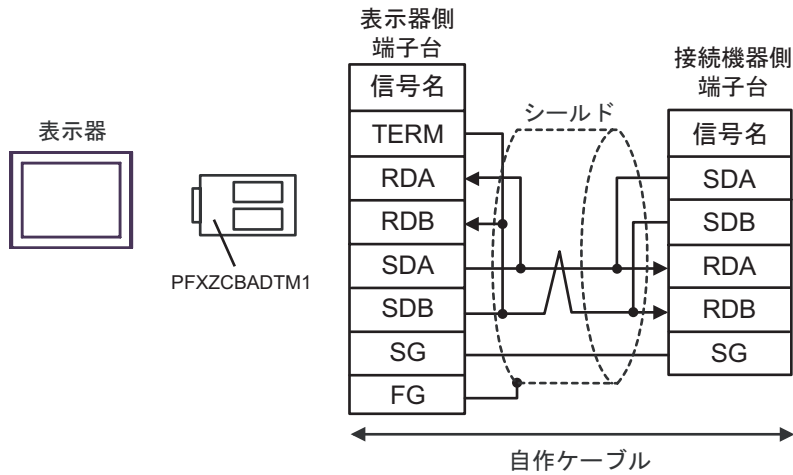 表示器
PFXZCBADTM1
表示器側
端子台
信号名
TERM
RDA
RDB
SDA
SDB
SG
FG
シールド
接続機器側
端子台
信号名
SDA
SDB
RDA
RDB
SG
自作ケーブル